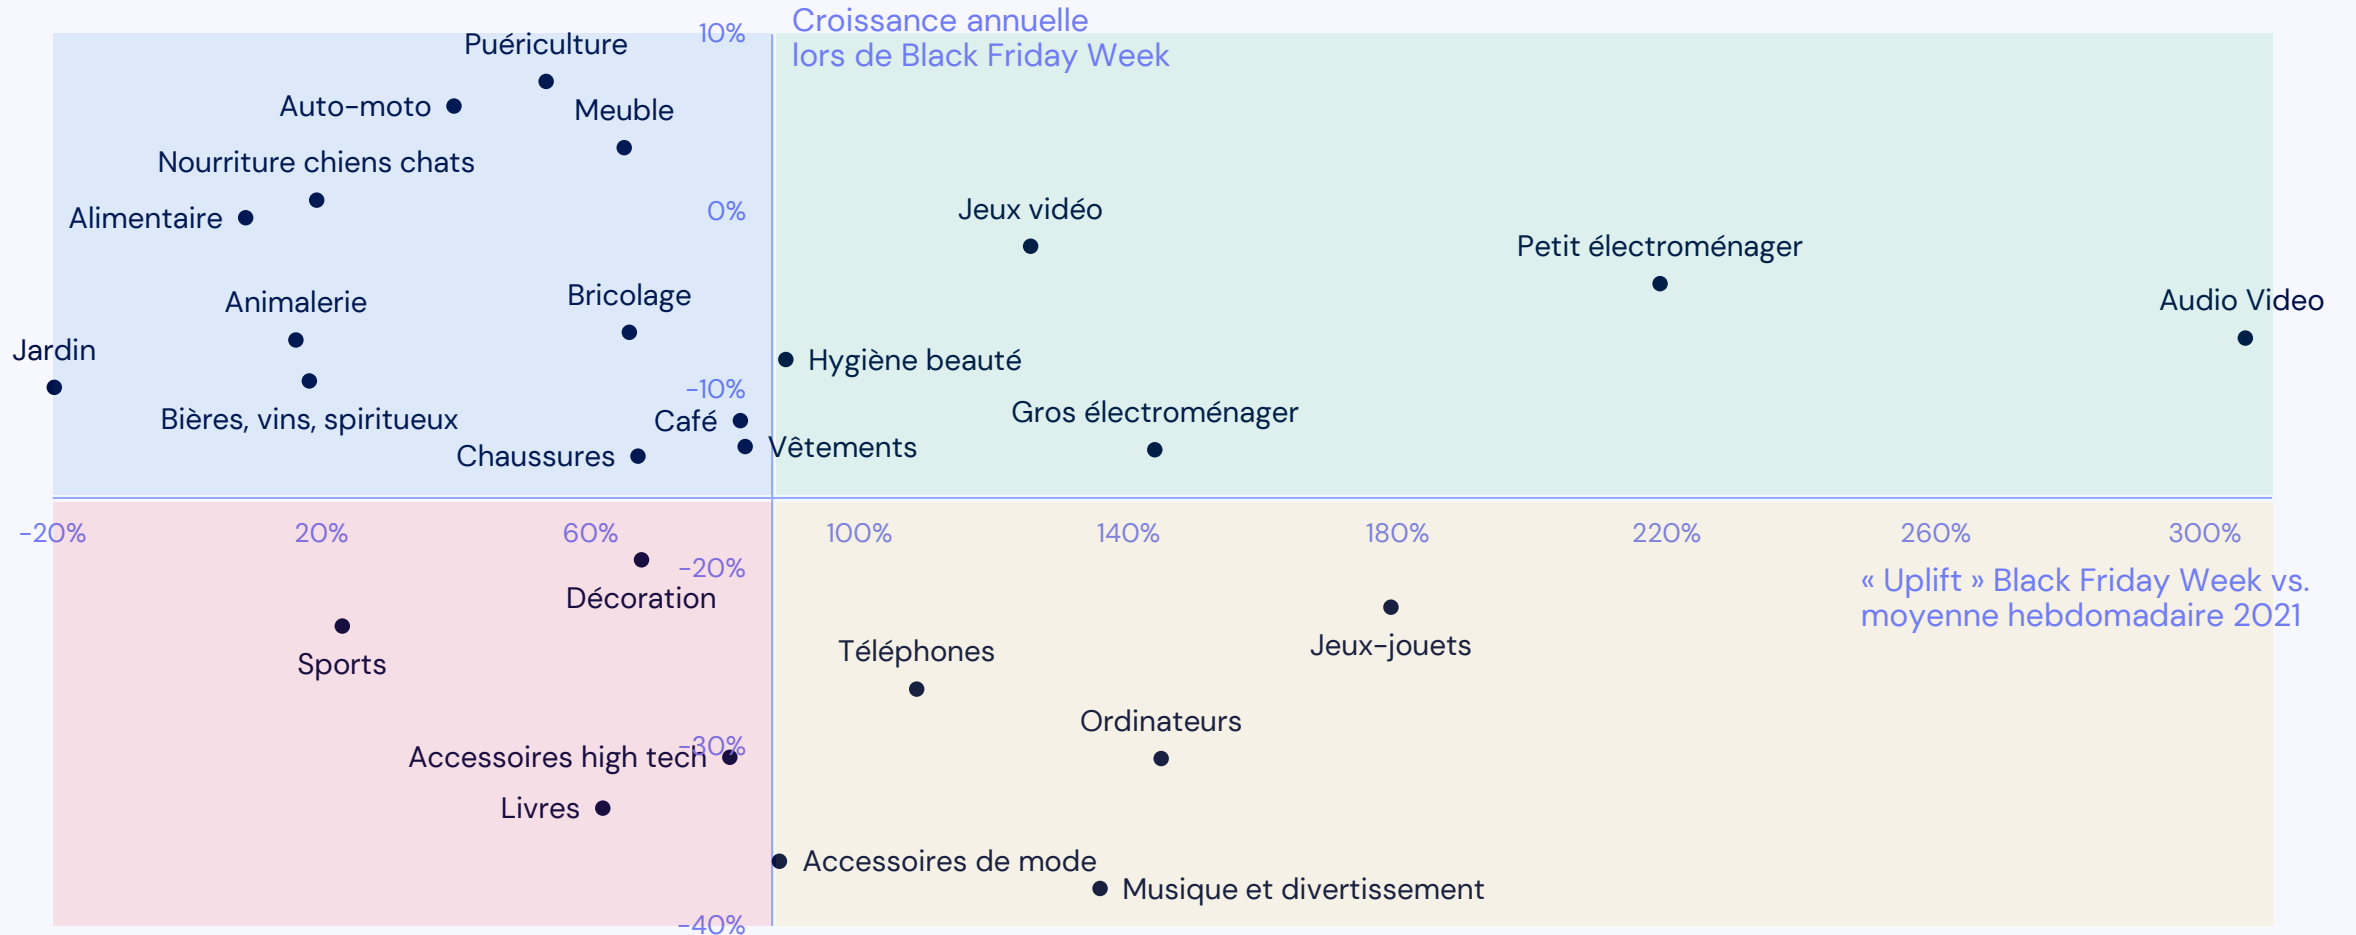 Croissance annuelle
lors de Black Friday Week
10%
Puériculture
Auto-moto
Meuble
Nourriture chiens chats
Alimentaire
0%
Jeux vidéo
Petit électroménager
Animalerie
Bricolage
Audio Video
Jardin
Hygiène beauté
-10%
Bières, vins, spiritueux
Café
Gros électroménager
Chaussures
Vêtements
-20%
20%
60%
100%
140%
180%
220%
260%
300%
-20%
« Uplift » Black Friday Week vs.
moyenne hebdomadaire 2021
Décoration
Sports
Téléphones
Jeux-jouets
Ordinateurs
-30%
Accessoires high tech
Livres
Accessoires de mode
Musique et divertissement
-40%